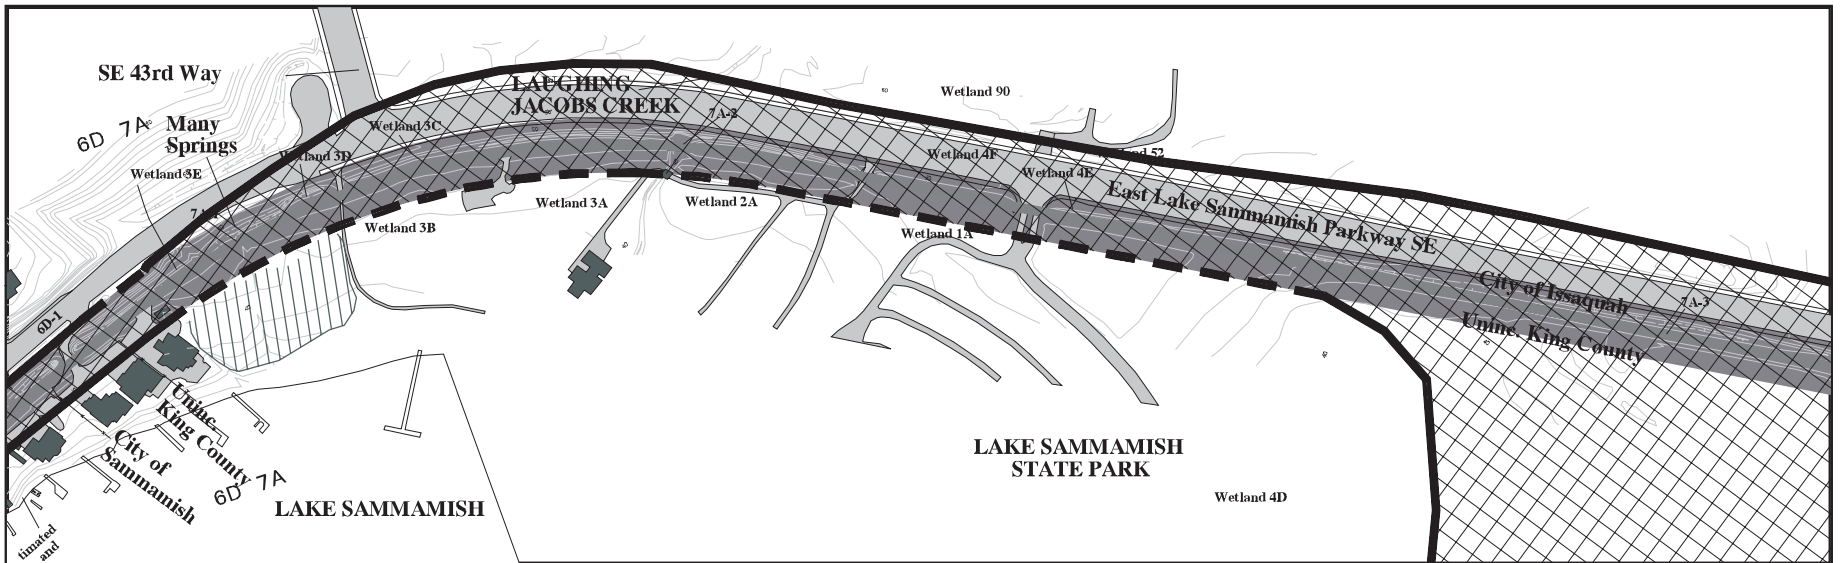 SE 43rd Way
6D 7A
Many
Springs
LAUGHING
JACOBS CREEK
Wetland 90
7A-2
Wetland 3C
Wetland 3D
Wetland 3E
Wetland 4F
52
Wetland 4E
East Lake Sammamish Parkway SE
Wetland 3A
Wetland 2A
Wetland 3B
Wetland 1A
City of Issaquah
7A-3
Uninc. King County
6D-1
Uninc.
King County
City of
Sammamish
6D 7A
LAKE SAMMAMISH
LAKE SAMMAMISH
STATE PARK
Wetland 4D
timated
and